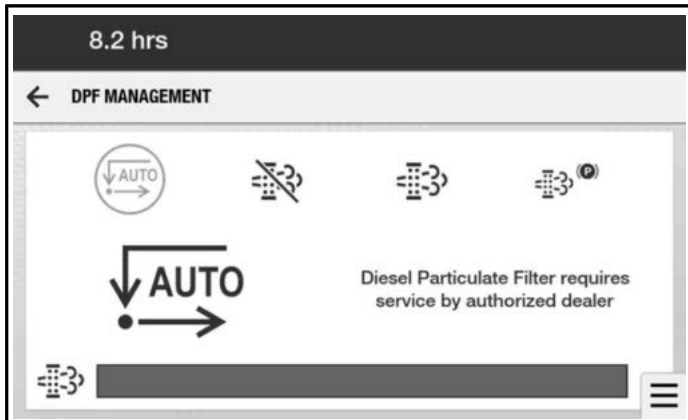 8.2 hrs
DPF MANAGEMENT
AUTO
(P)
AUTO
Diesel Particulate Filter requires
service by authorized dealer